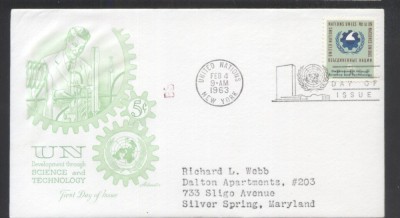 5¢
UN
Development through
SCIENCE and
TECHNOLOGY
First Day of Issue
UNITED NATIONS
FEB 4
9-AM
1963
NEW YORK
DAY OF
ISSUE
Richard L. Webb
Dalton Apartments, #203
733 Sligo Avenue
Silver Spring, Maryland